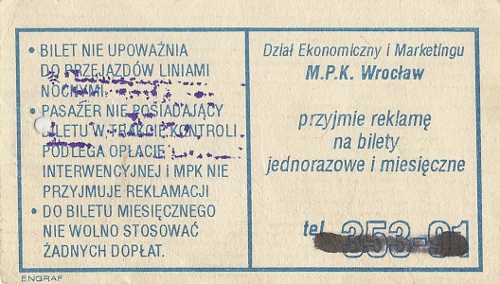 • BILET NIE UPOWAŻNIA
DO PRZEJAZDÓW LINIAMI
NOCNYMI.
• PASAŻER NIE POSIADAJĄCY
BILETU W TRAKCIE KONTROLI
PODLEGA OPŁACIE
INTERWENCYJNEJ i MPK NIE
PRZYJMUJE REKLAMACJI
• DO BILETU MIESIĘCZNEGO
NIE WOLNO STOSOWAĆ
ŻADNYCH DOPŁAT.
Dział Ekonomiczny i Marketingu
M.P.K. Wrocław
przyjmie reklamę
na bilety
jednorazowe i miesięczne
tel. 353-91
ENGRAF